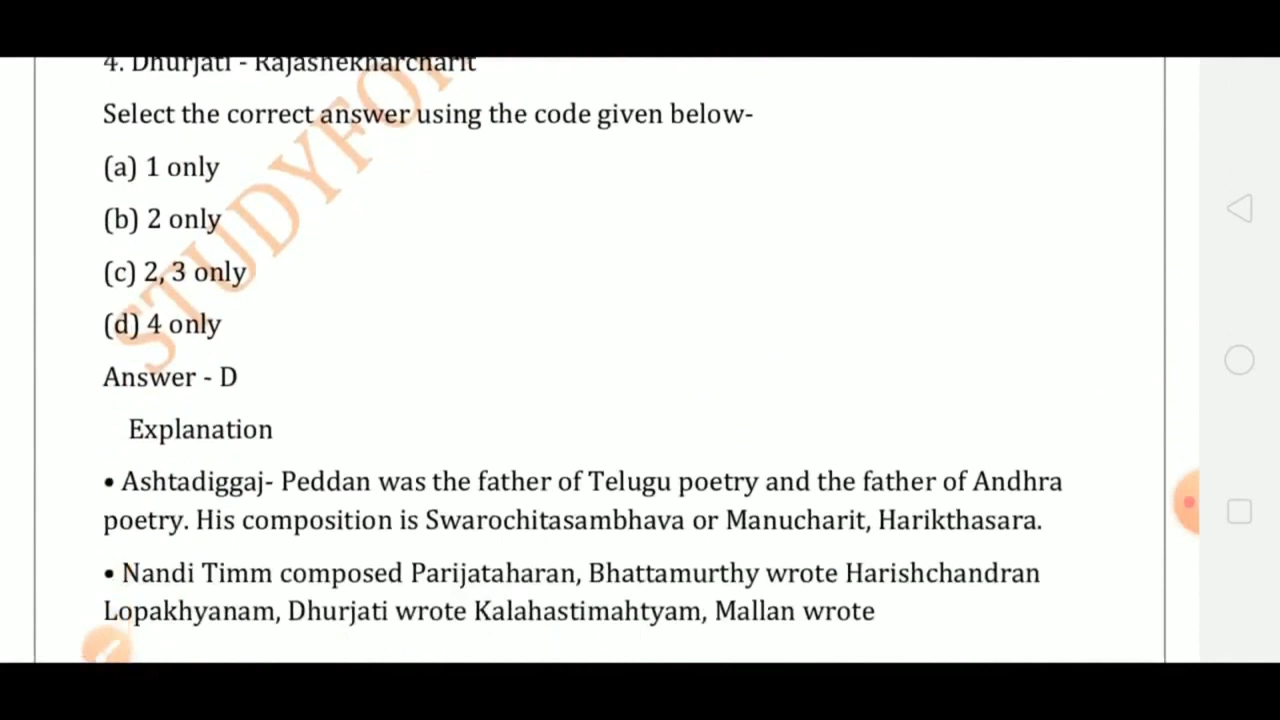 4. Dhurjati - Rajashekharcharit
Select the correct answer using the code given below-
(a) 1 only
(b) 2 only
(c) 2, 3 only
(d) 4 only
Answer - D
Explanation
• Ashtadiggaj- Peddan was the father of Telugu poetry and the father of Andhra
poetry. His composition is Swarochitasambhava or Manucharit, Harikthasara.
• Nandi Timm composed Parijataharan, Bhattamurthy wrote Harishchandran
Lopakhyanam, Dhurjati wrote Kalahastimahtyam, Mallan wrote
STUDYFO